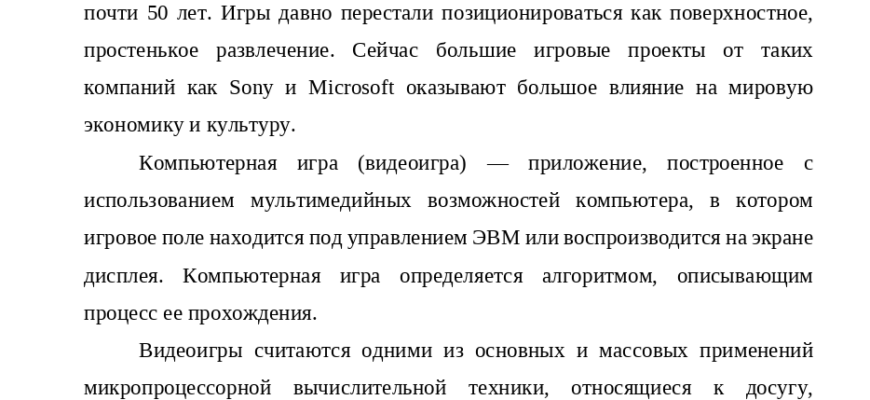 почти 50 лет. Игры давно перестали позиционироваться как поверхностное,
простенькое развлечение. Сейчас большие игровые проекты от таких
компаний как Sony и Microsoft оказывают большое влияние на мировую
экономику и культуру.
Компьютерная игра (видеоигра) — приложение, построенное с
использованием мультимедийных возможностей компьютера, в котором
игровое поле находится под управлением ЭВМ или воспроизводится на экране
дисплея. Компьютерная игра определяется алгоритмом, описывающим
процесс ее прохождения.
Видеоигры считаются одними из основных и массовых применений
микропроцессорной вычислительной техники, относящиеся к досугу,